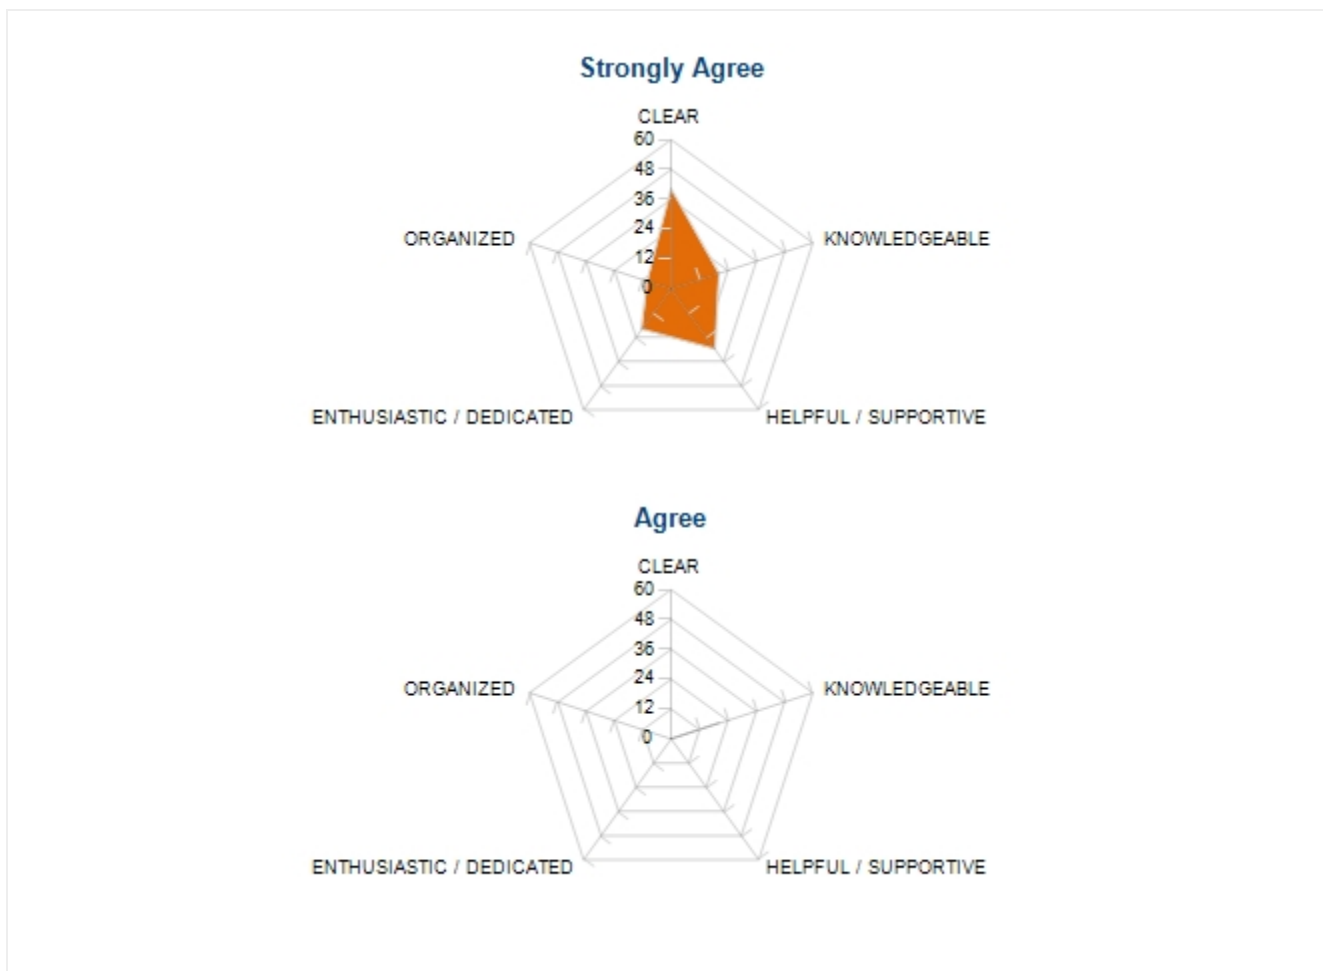 Strongly Agree
CLEAR
60
48
36
24
12
0
ORGANIZED
KNOWLEDGEABLE
ENTHUSIASTIC / DEDICATED
HELPFUL / SUPPORTIVE
Agree
CLEAR
60
48
36
24
12
0
ORGANIZED
KNOWLEDGEABLE
ENTHUSIASTIC / DEDICATED
HELPFUL / SUPPORTIVE